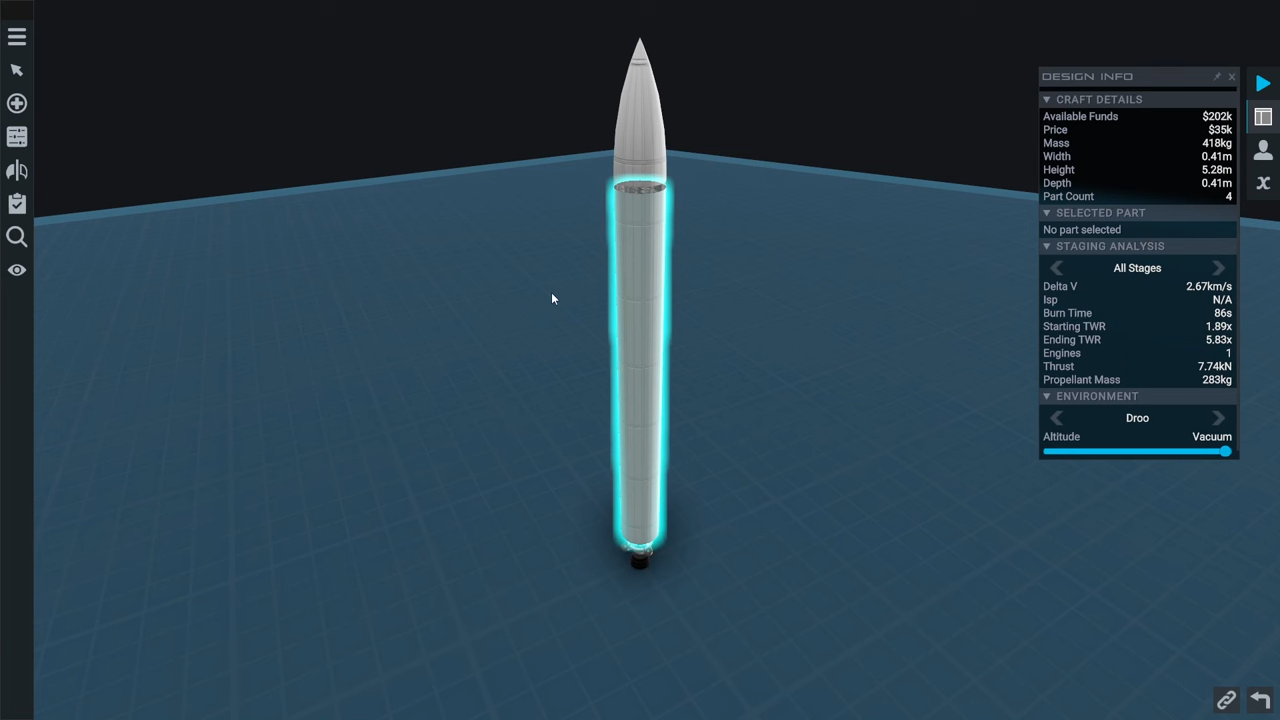 DESIGN INFO
CRAFT DETAILS
Available Funds $202k
Price $35k
Mass 418kg
Width 0.41m
Height 5.28m
Depth 0.41m
Part Count 4
SELECTED PART
No part selected
STAGING ANALYSIS
All Stages
Delta V 2.67km/s
Isp N/A
Burn Time 86s
Starting TWR 1.89x
Ending TWR 5.83x
Engines 1
Thrust 7.74kN
Propellant Mass 283kg
ENVIRONMENT
Droo
Altitude Vacuum